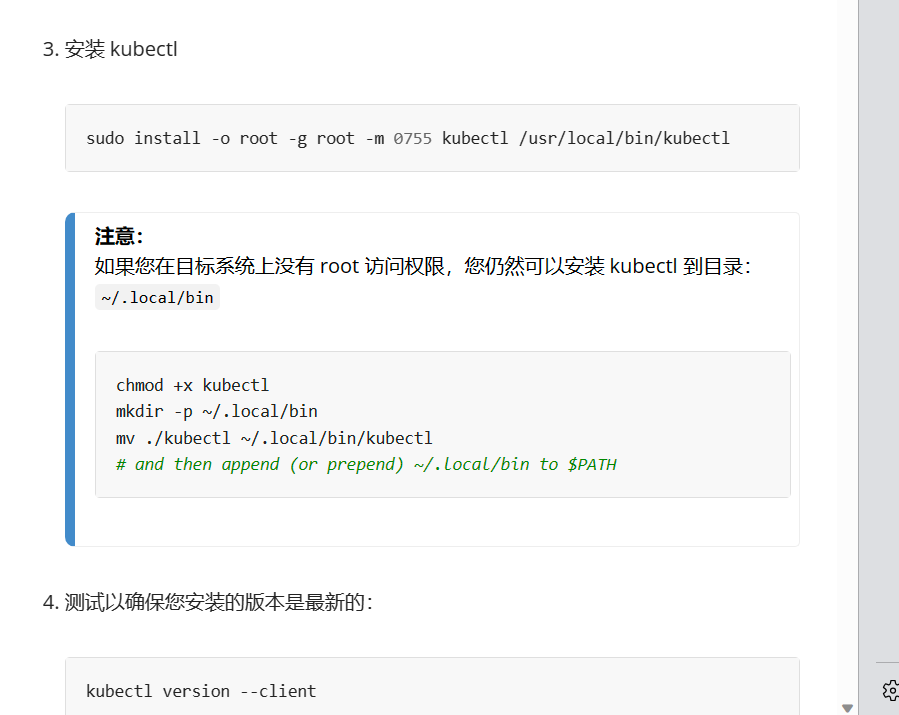 3. 安装 kubectl
sudo install -o root -g root -m 0755 kubectl /usr/local/bin/kubectl
注意：
如果您在目标系统上没有 root 访问权限，您仍然可以安装 kubectl 到目录：
~/.local/bin
chmod +x kubectl
mkdir -p ~/.local/bin
mv ./kubectl ~/.local/bin/kubectl
# and then append (or prepend) ~/.local/bin to $PATH
4. 测试以确保您安装的版本是最新的：
kubectl version --client